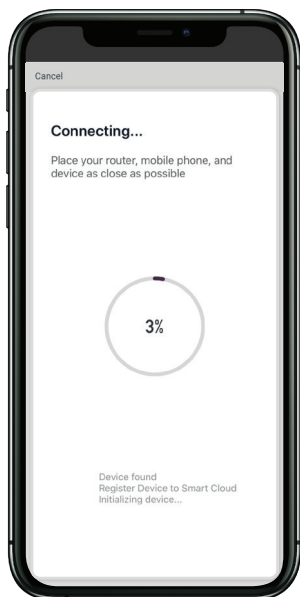 Cancel
Connecting...
Place your router, mobile phone, and
device as close as possible
3%
Device found
Register Device to Smart Cloud
Initializing device...